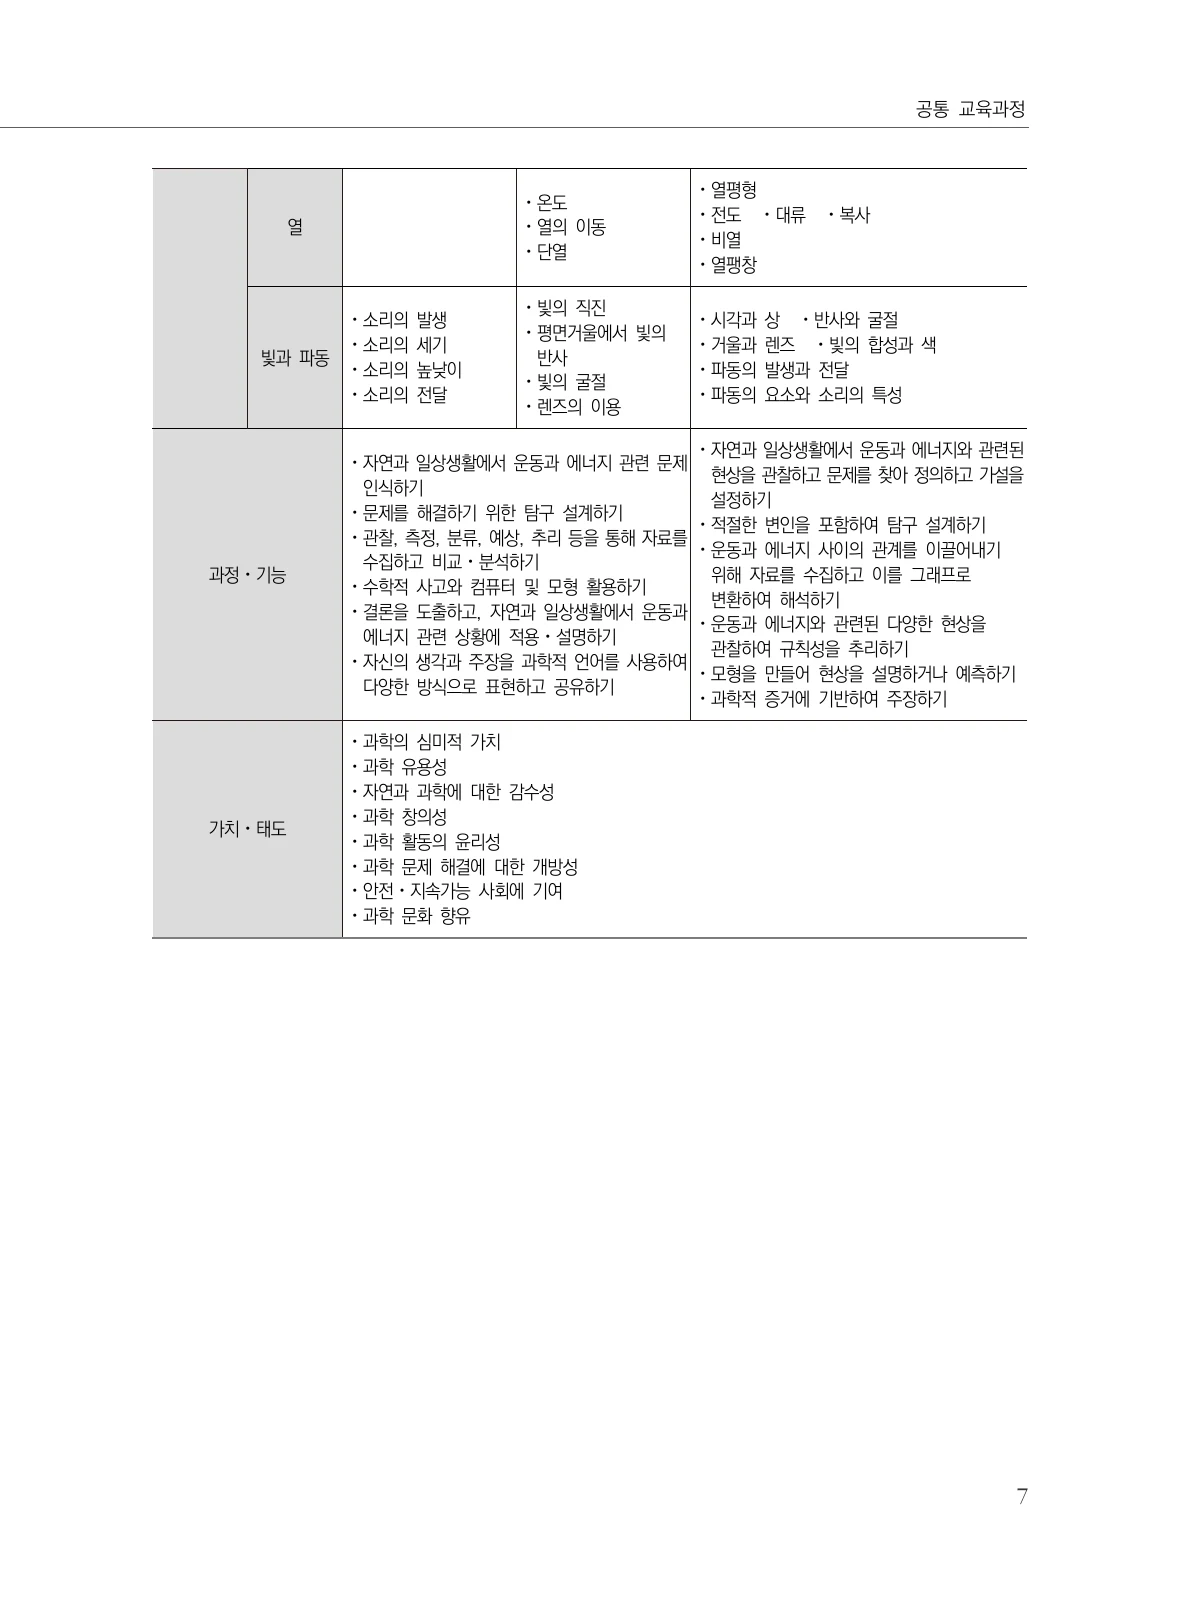 공통 교육과정
열
・온도
・열의 이동
・단열
・열평형
・전도 ・대류 ・복사
・비열
・열팽창
빛과 파동
・소리의 발생
・소리의 세기
・소리의 높낮이
・소리의 전달
・빛의 직진
・평면거울에서 빛의
반사
・빛의 굴절
・렌즈의 이용
・시각과 상 ・반사와 굴절
・거울과 렌즈 ・빛의 합성과 색
・파동의 발생과 전달
・파동의 요소와 소리의 특성
과정・기능
・자연과 일상생활에서 운동과 에너지 관련 문제
인식하기
・문제를 해결하기 위한 탐구 설계하기
・관찰, 측정, 분류, 예상, 추리 등을 통해 자료를
수집하고 비교・분석하기
・수학적 사고와 컴퓨터 및 모형 활용하기
・결론을 도출하고, 자연과 일상생활에서 운동과
에너지 관련 상황에 적용・설명하기
・자신의 생각과 주장을 과학적 언어를 사용하여
다양한 방식으로 표현하고 공유하기
・자연과 일상생활에서 운동과 에너지와 관련된
현상을 관찰하고 문제를 찾아 정의하고 가설을
설정하기
・적절한 변인을 포함하여 탐구 설계하기
・운동과 에너지 사이의 관계를 이끌어내기
위해 자료를 수집하고 이를 그래프로
변환하여 해석하기
・운동과 에너지와 관련된 다양한 현상을
관찰하여 규칙성을 추리하기
・모형을 만들어 현상을 설명하거나 예측하기
・과학적 증거에 기반하여 주장하기
가치・태도
・과학의 심미적 가치
・과학 유용성
・자연과 과학에 대한 감수성
・과학 창의성
・과학 활동의 윤리성
・과학 문제 해결에 대한 개방성
・안전・지속가능 사회에 기여
・과학 문화 향유
7